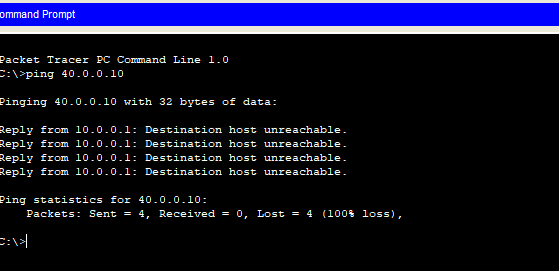 ommand Prompt
Packet Tracer PC Command Line 1.0
C:\>ping 40.0.0.10
Pinging 40.0.0.10 with 32 bytes of data:
Reply from 10.0.0.1: Destination host unreachable.
Reply from 10.0.0.1: Destination host unreachable.
Reply from 10.0.0.1: Destination host unreachable.
Reply from 10.0.0.1: Destination host unreachable.
Ping statistics for 40.0.0.10:
    Packets: Sent = 4, Received = 0, Lost = 4 (100% loss),
C:\>